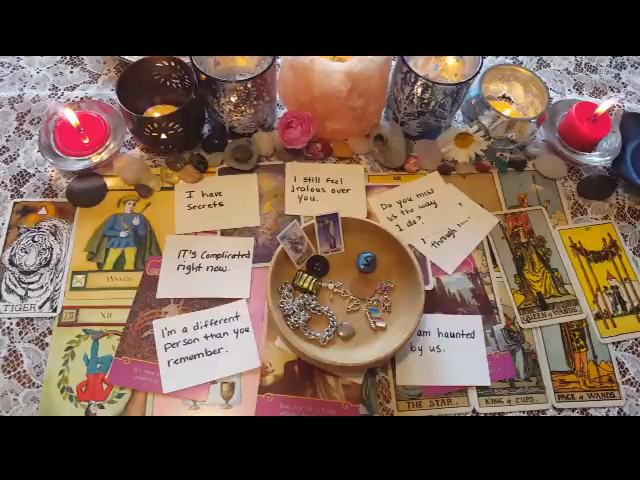 I have
secrets
I still feel
jealous over
you.
Do you miss
us the way
I do?
through
IT's complicated
right now.
I'm a different
person than you
remember.
am haunted
by us.
TIGER
WANDS
XII
QUEEN of WANDS
THE STAR.
KING of CUPS.
PAGE of WANDS.